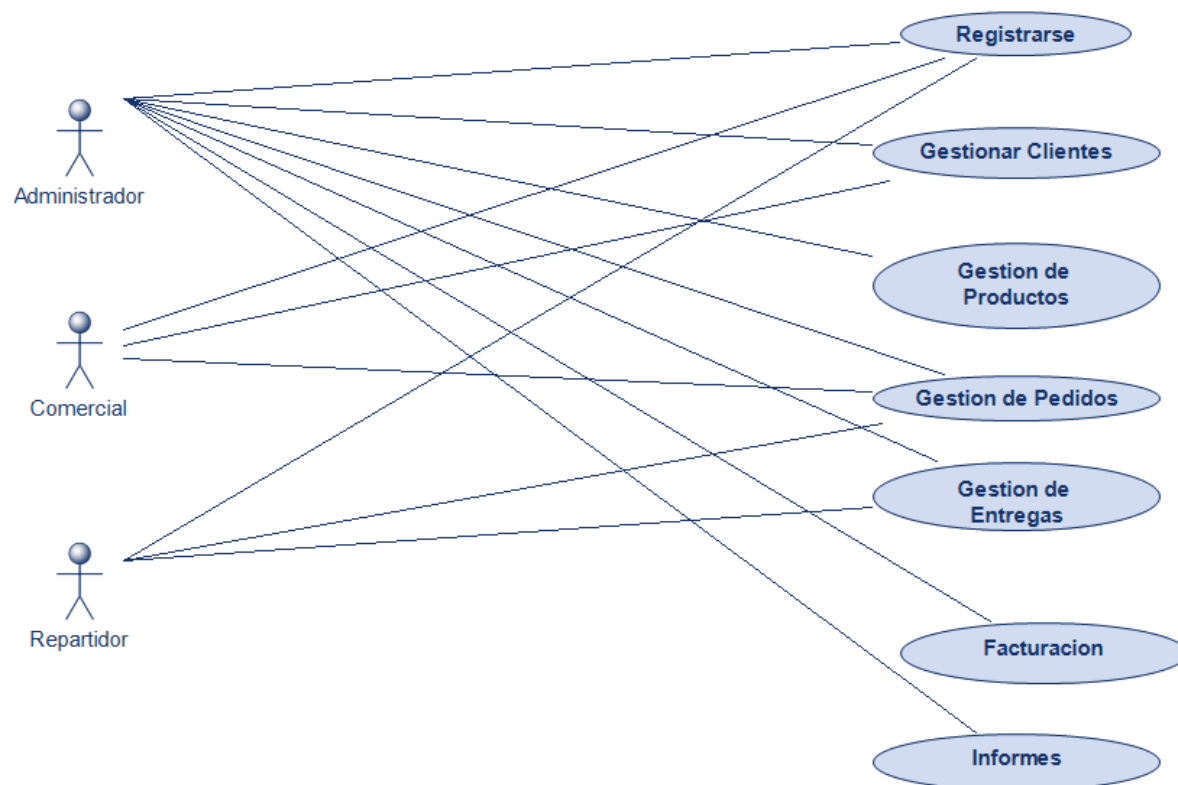 Registrarse
Administrador
Gestionar Clientes
Gestion de
Productos
Comercial
Gestion de Pedidos
Gestion de
Entregas
Repartidor
Facturacion
Informes